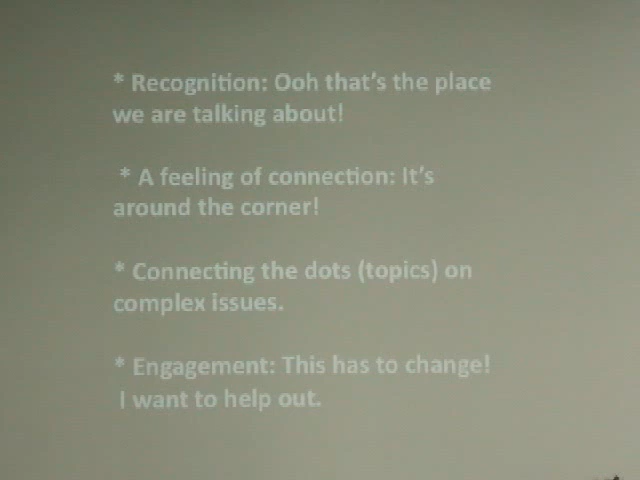 * Recognition: Ooh that's the place
we are talking about!
* A feeling of connection: It's
around the corner!
* Connecting the dots (topics) on
complex issues.
* Engagement: This has to change!
I want to help out.